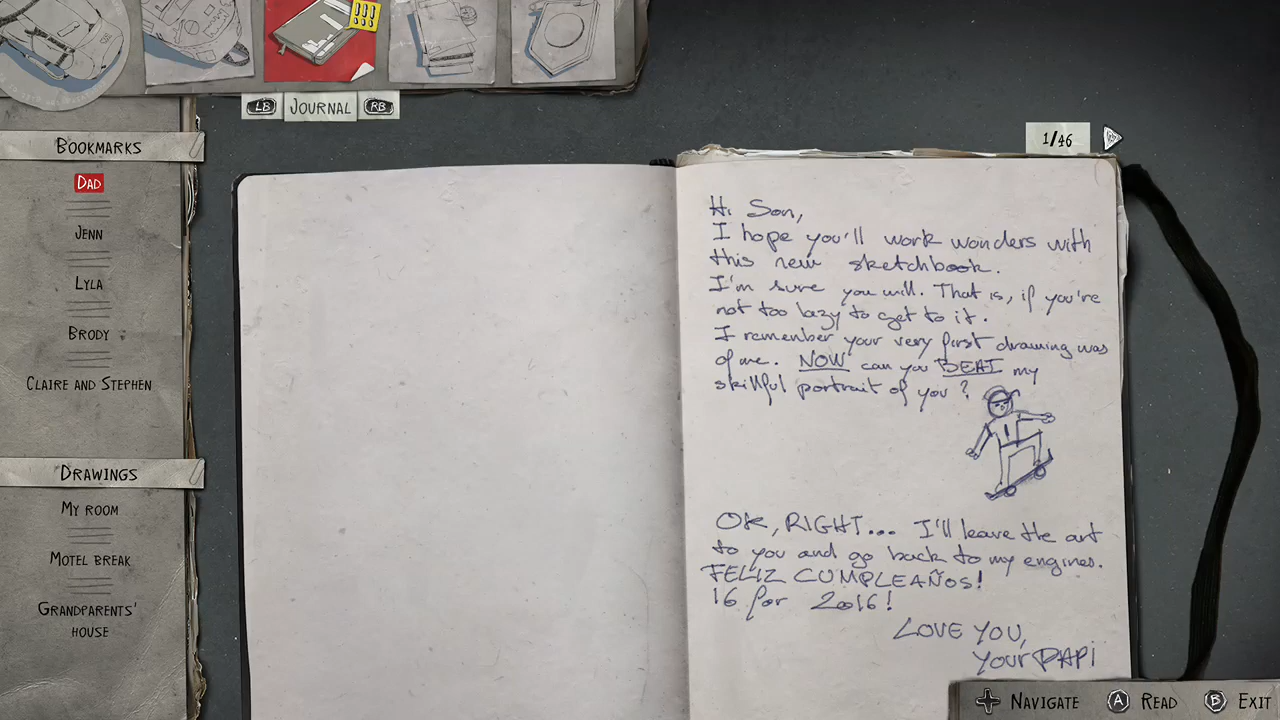 LB
JOURNAL
RB
BOOKMARKS
DAD
JENN
LYLA
BRODY
CLAIRE AND STEPHEN
DRAWINGS
MY ROOM
MOTEL BREAK
GRANDPARENTS'
HOUSE
1/46
Hi Son,
I hope you'll work wonders with
this new sketchbook.
I'm sure you will. That is, if you're
not too lazy to get to it.
I remember your very first drawing was
of me. NOW can you BEAT my
skillful portrait of you?
OK, RIGHT... I'll leave the art
to you and go back to my engines.
FELIZ CUMPLEAÑOS!
16 for 2016!
LOVE YOU,
your PAPI
NAVIGATE
A READ
B EXIT